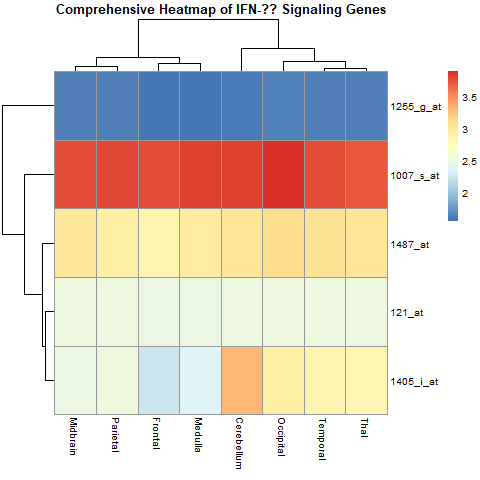 Comprehensive Heatmap of IFN-?? Signaling Genes
1255_g_at
1007_s_at
1487_at
121_at
1405_i_at
3.5
3
2.5
2
Midbrain
Parietal
Frontal
Medulla
Cerebellum
Occipital
Temporal
Thal